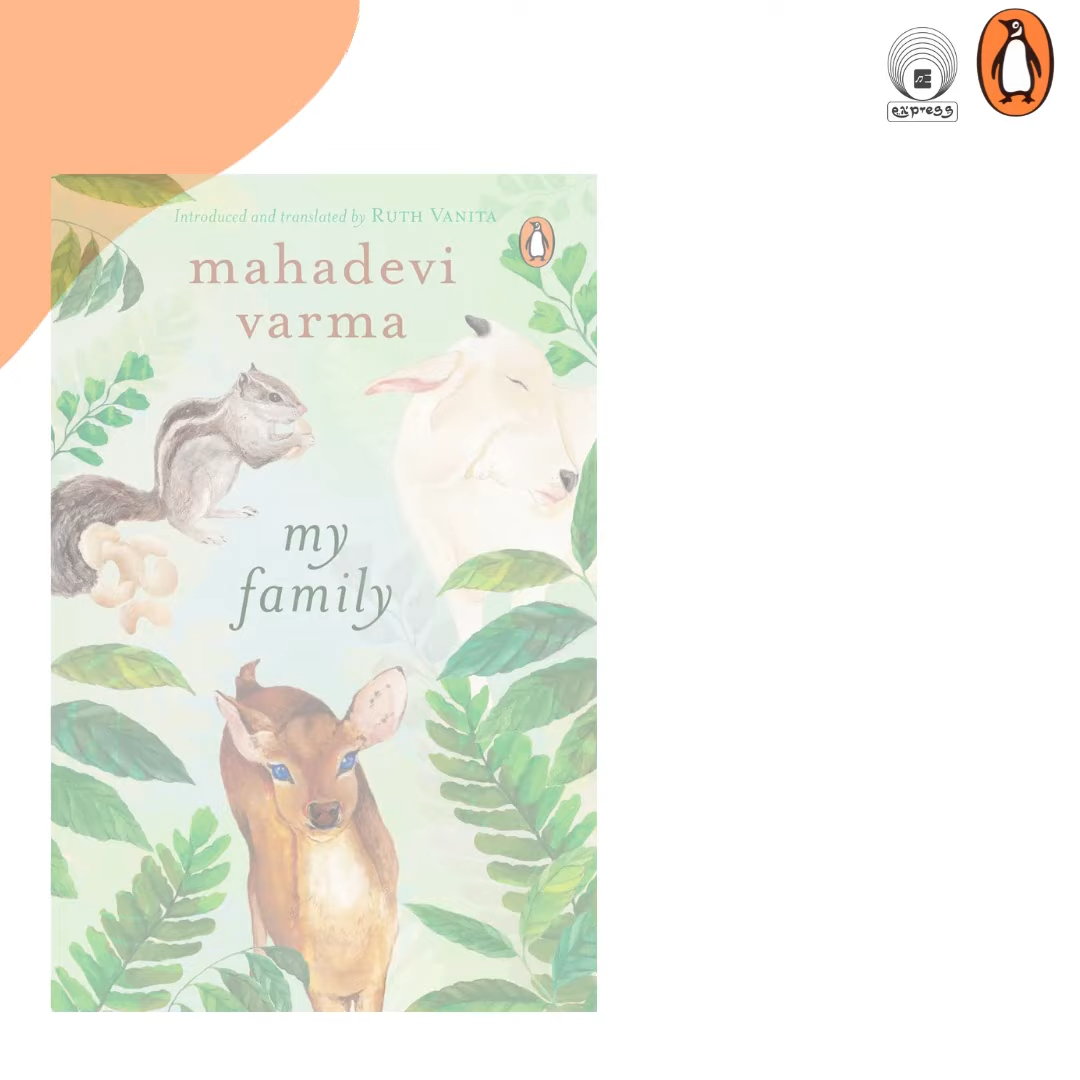 express
Introduced and translated by RUTH VANITA
mahadevi
varma
my
family